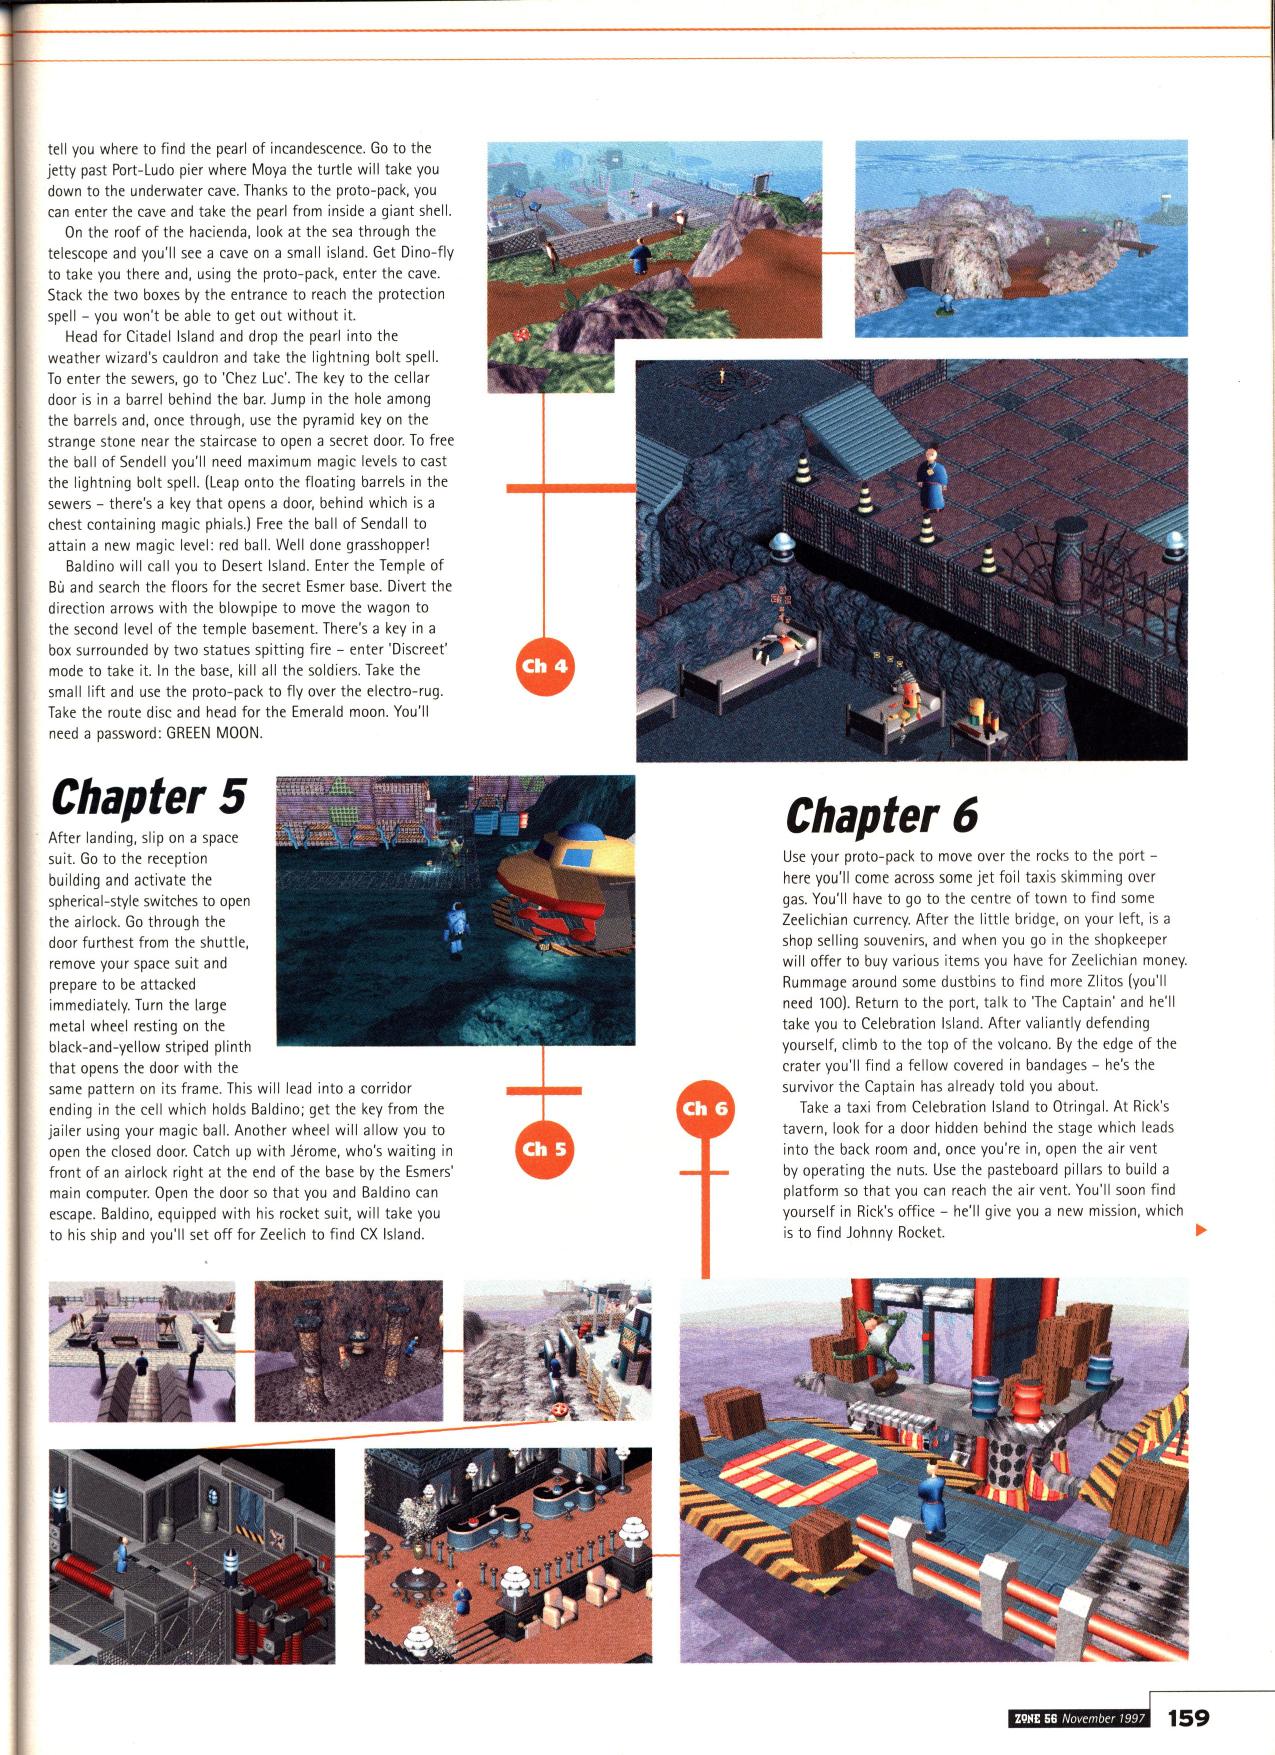 tell you where to find the pearl of incandescence. Go to the
jetty past Port-Ludo pier where Moya the turtle will take you
down to the underwater cave. Thanks to the proto-pack, you
can enter the cave and take the pearl from inside a giant shell.
On the roof of the hacienda, look at the sea through the
telescope and you'll see a cave on a small island. Get Dino-fly
to take you there and, using the proto-pack, enter the cave.
Stack the two boxes by the entrance to reach the protection
spell – you won't be able to get out without it.
Head for Citadel Island and drop the pearl into the
weather wizard's cauldron and take the lightning bolt spell.
To enter the sewers, go to 'Chez Luc'. The key to the cellar
door is in a barrel behind the bar. Jump in the hole among
the barrels and, once through, use the pyramid key on the
strange stone near the staircase to open a secret door. To free
the ball of Sendell you'll need maximum magic levels to cast
the lightning bolt spell. (Leap onto the floating barrels in the
sewers – there's a key that opens a door, behind which is a
chest containing magic phials.) Free the ball of Sendall to
attain a new magic level: red ball. Well done grasshopper!
Baldino will call you to Desert Island. Enter the Temple of
Bù and search the floors for the secret Esmer base. Divert the
direction arrows with the blowpipe to move the wagon to
the second level of the temple basement. There's a key in a
box surrounded by two statues spitting fire – enter 'Discreet'
mode to take it. In the base, kill all the soldiers. Take the
small lift and use the proto-pack to fly over the electro-rug.
Take the route disc and head for the Emerald moon. You'll
need a password: GREEN MOON.
Ch 4
Chapter 5
After landing, slip on a space
suit. Go to the reception
building and activate the
spherical-style switches to open
the airlock. Go through the
door furthest from the shuttle,
remove your space suit and
prepare to be attacked
immediately. Turn the large
metal wheel resting on the
black-and-yellow striped plinth
that opens the door with the
same pattern on its frame. This will lead into a corridor
ending in the cell which holds Baldino; get the key from the
jailer using your magic ball. Another wheel will allow you to
open the closed door. Catch up with Jérome, who's waiting in
front of an airlock right at the end of the base by the Esmers'
main computer. Open the door so that you and Baldino can
escape. Baldino, equipped with his rocket suit, will take you
to his ship and you'll set off for Zeelich to find CX Island.
Ch 5
Chapter 6
Use your proto-pack to move over the rocks to the port –
here you'll come across some jet foil taxis skimming over
gas. You'll have to go to the centre of town to find some
Zeelichian currency. After the little bridge, on your left, is a
shop selling souvenirs, and when you go in the shopkeeper
will offer to buy various items you have for Zeelichian money.
Rummage around some dustbins to find more Zlitos (you'll
need 100). Return to the port, talk to 'The Captain' and he'll
take you to Celebration Island. After valiantly defending
yourself, climb to the top of the volcano. By the edge of the
crater you'll find a fellow covered in bandages – he's the
survivor the Captain has already told you about.
Take a taxi from Celebration Island to Otringal. At Rick's
tavern, look for a door hidden behind the stage which leads
into the back room and, once you're in, open the air vent
by operating the nuts. Use the pasteboard pillars to build a
platform so that you can reach the air vent. You'll soon find
yourself in Rick's office – he'll give you a new mission, which
is to find Johnny Rocket.
Ch 6
ZONE 56 November 1997 159